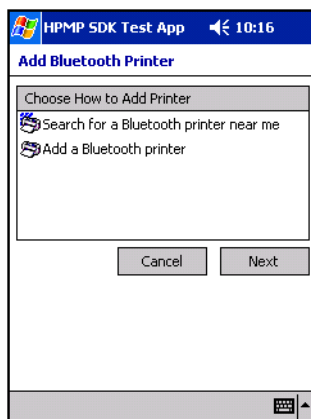 HPMP SDK Test App 10:16
Add Bluetooth Printer
Choose How to Add Printer
Search for a Bluetooth printer near me
Add a Bluetooth printer
Cancel Next